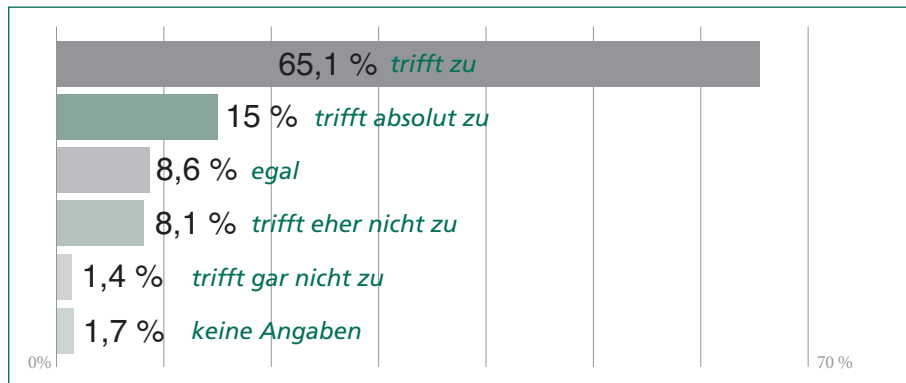 65,1 % trifft zu
15 % trifft absolut zu
8,6 % egal
8,1 % trifft eher nicht zu
1,4 % trifft gar nicht zu
1,7 % keine Angaben
0% 70 %